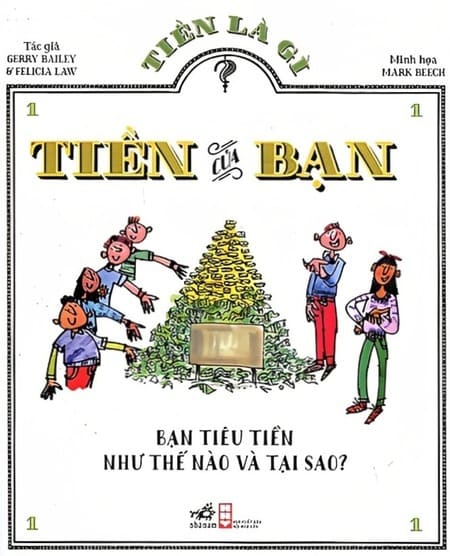 TIỀN LÀ GÌ
?
Tác giả
GERRY BAILEY
& FELICIA LAW
Minh họa
MARK BEECH
1
1
TIỀN CỦA BẠN
BẠN TIÊU TIỀN
NHƯ THẾ NÀO VÀ TẠI SAO?
1
1